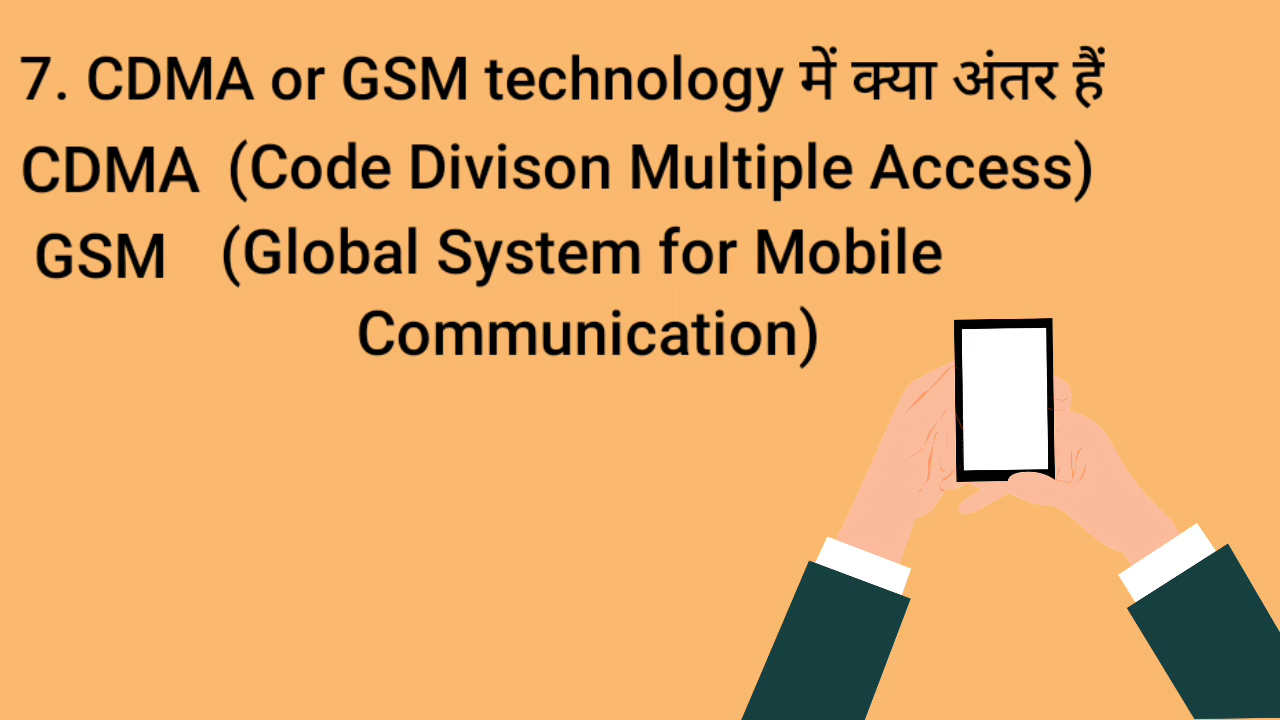 7. CDMA or GSM technology में क्या अंतर हैं
CDMA (Code Divison Multiple Access)
GSM (Global System for Mobile
Communication)